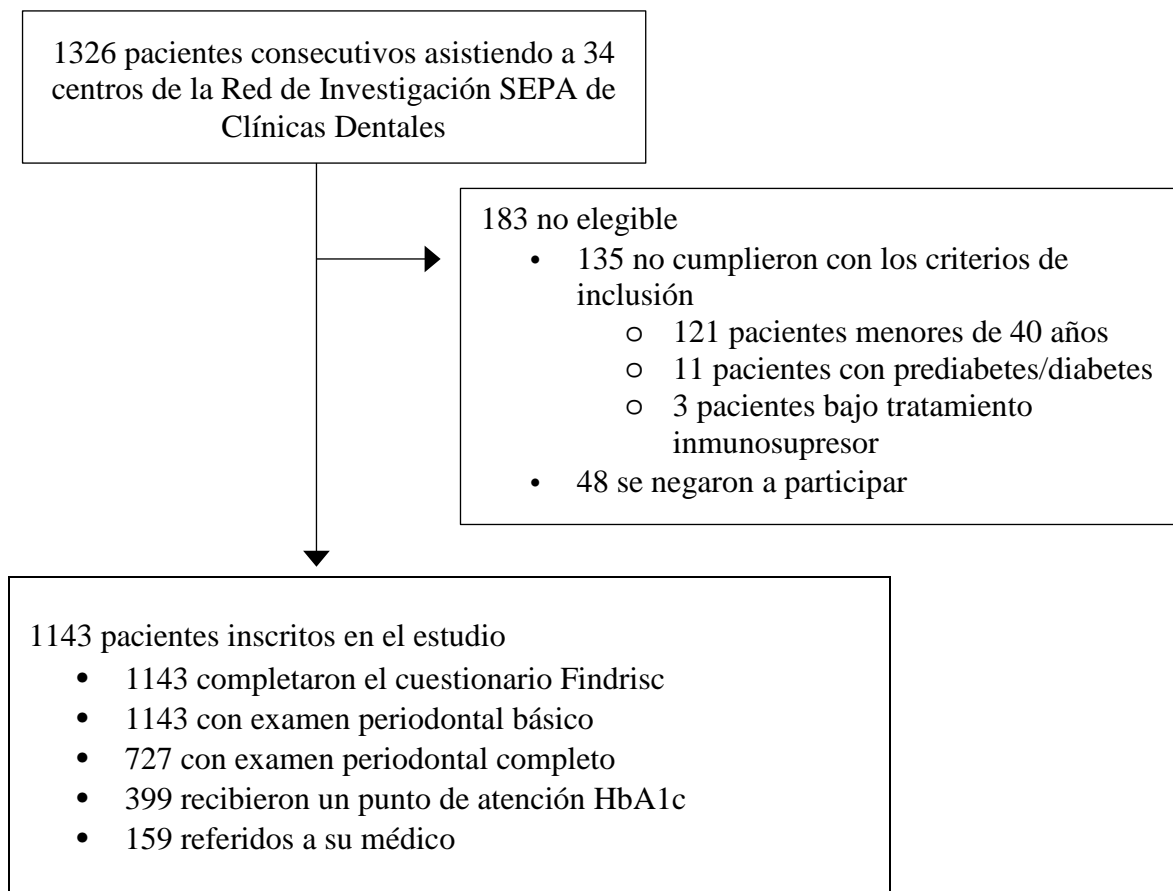 1326 pacientes consecutivos asistiendo a 34
centros de la Red de Investigación SEPA de
Clínicas Dentales
183 no elegible
• 135 no cumplieron con los criterios de
inclusión
o 121 pacientes menores de 40 años
o 11 pacientes con prediabetes/diabetes
o 3 pacientes bajo tratamiento
inmunosupresor
• 48 se negaron a participar
1143 pacientes inscritos en el estudio
• 1143 completaron el cuestionario Findrisc
• 1143 con examen periodontal básico
• 727 con examen periodontal completo
• 399 recibieron un punto de atención HbA1c
• 159 referidos a su médico